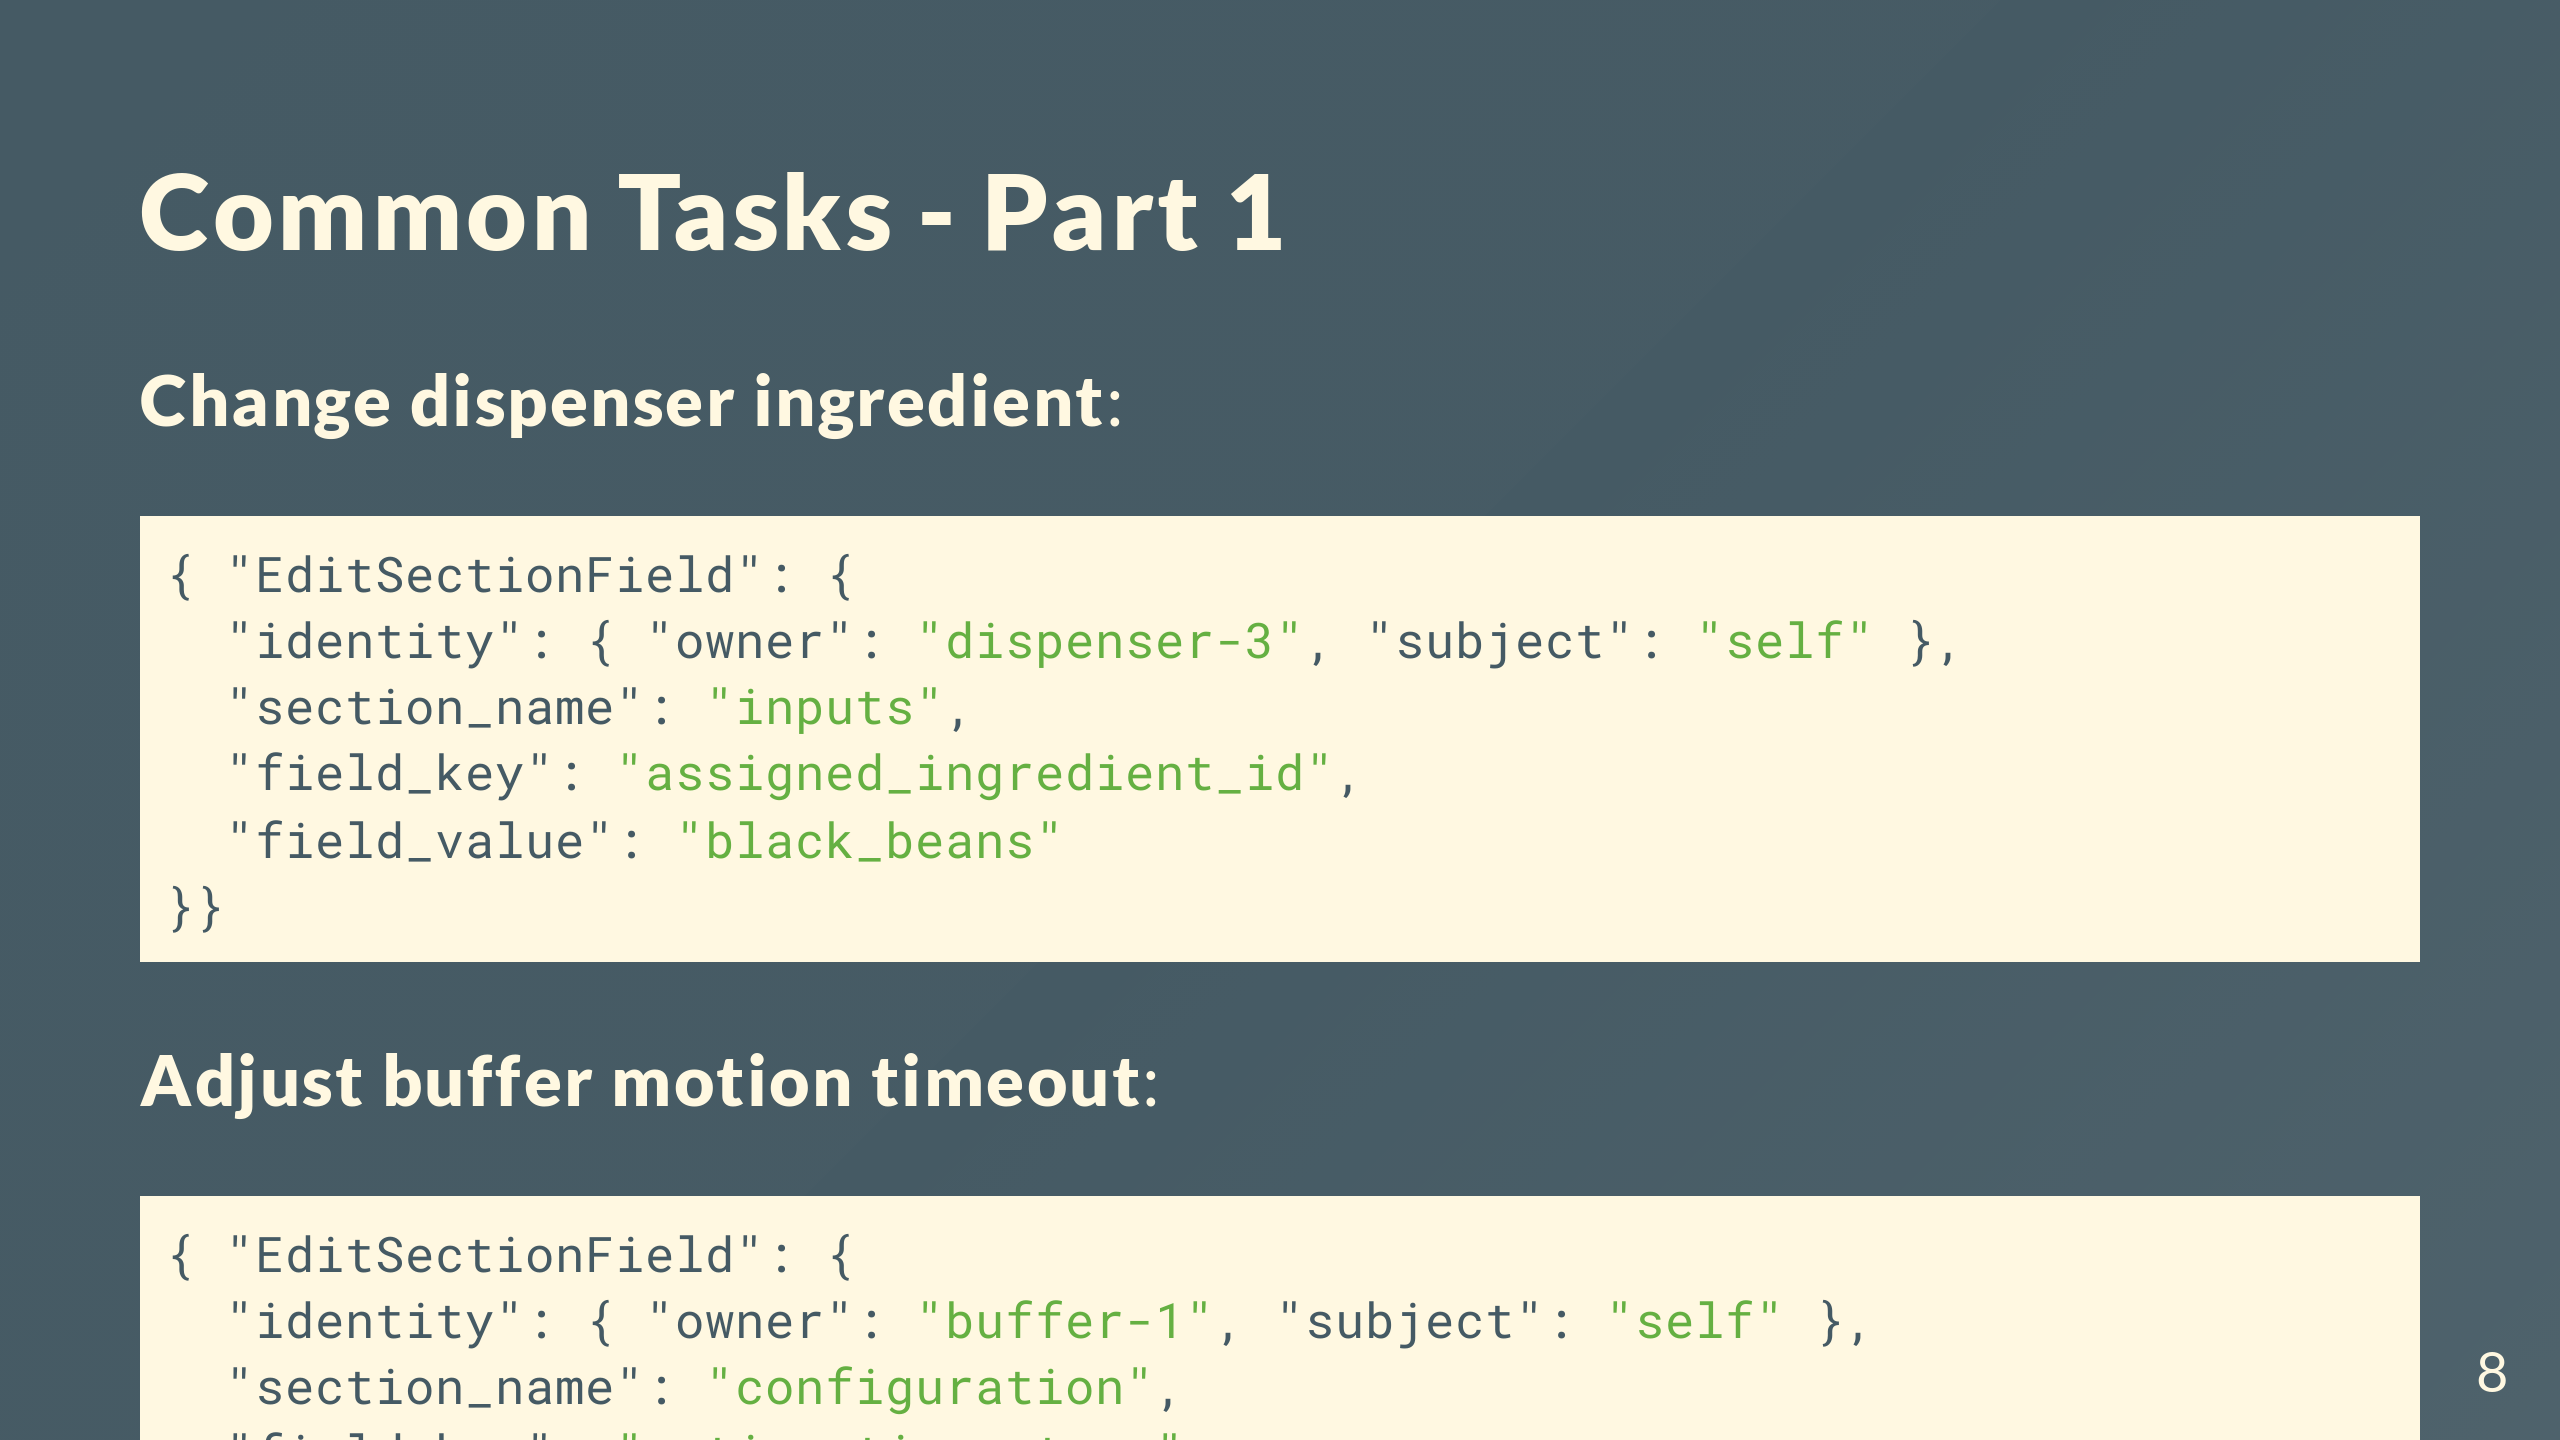 Common Tasks - Part 1
Change dispenser ingredient:
{ "EditSectionField": {
  "identity": { "owner": "dispenser-3", "subject": "self" },
  "section_name": "inputs",
  "field_key": "assigned_ingredient_id",
  "field_value": "black_beans"
}}
Adjust buffer motion timeout:
{ "EditSectionField": {
  "identity": { "owner": "buffer-1", "subject": "self" },
  "section_name": "configuration",
8